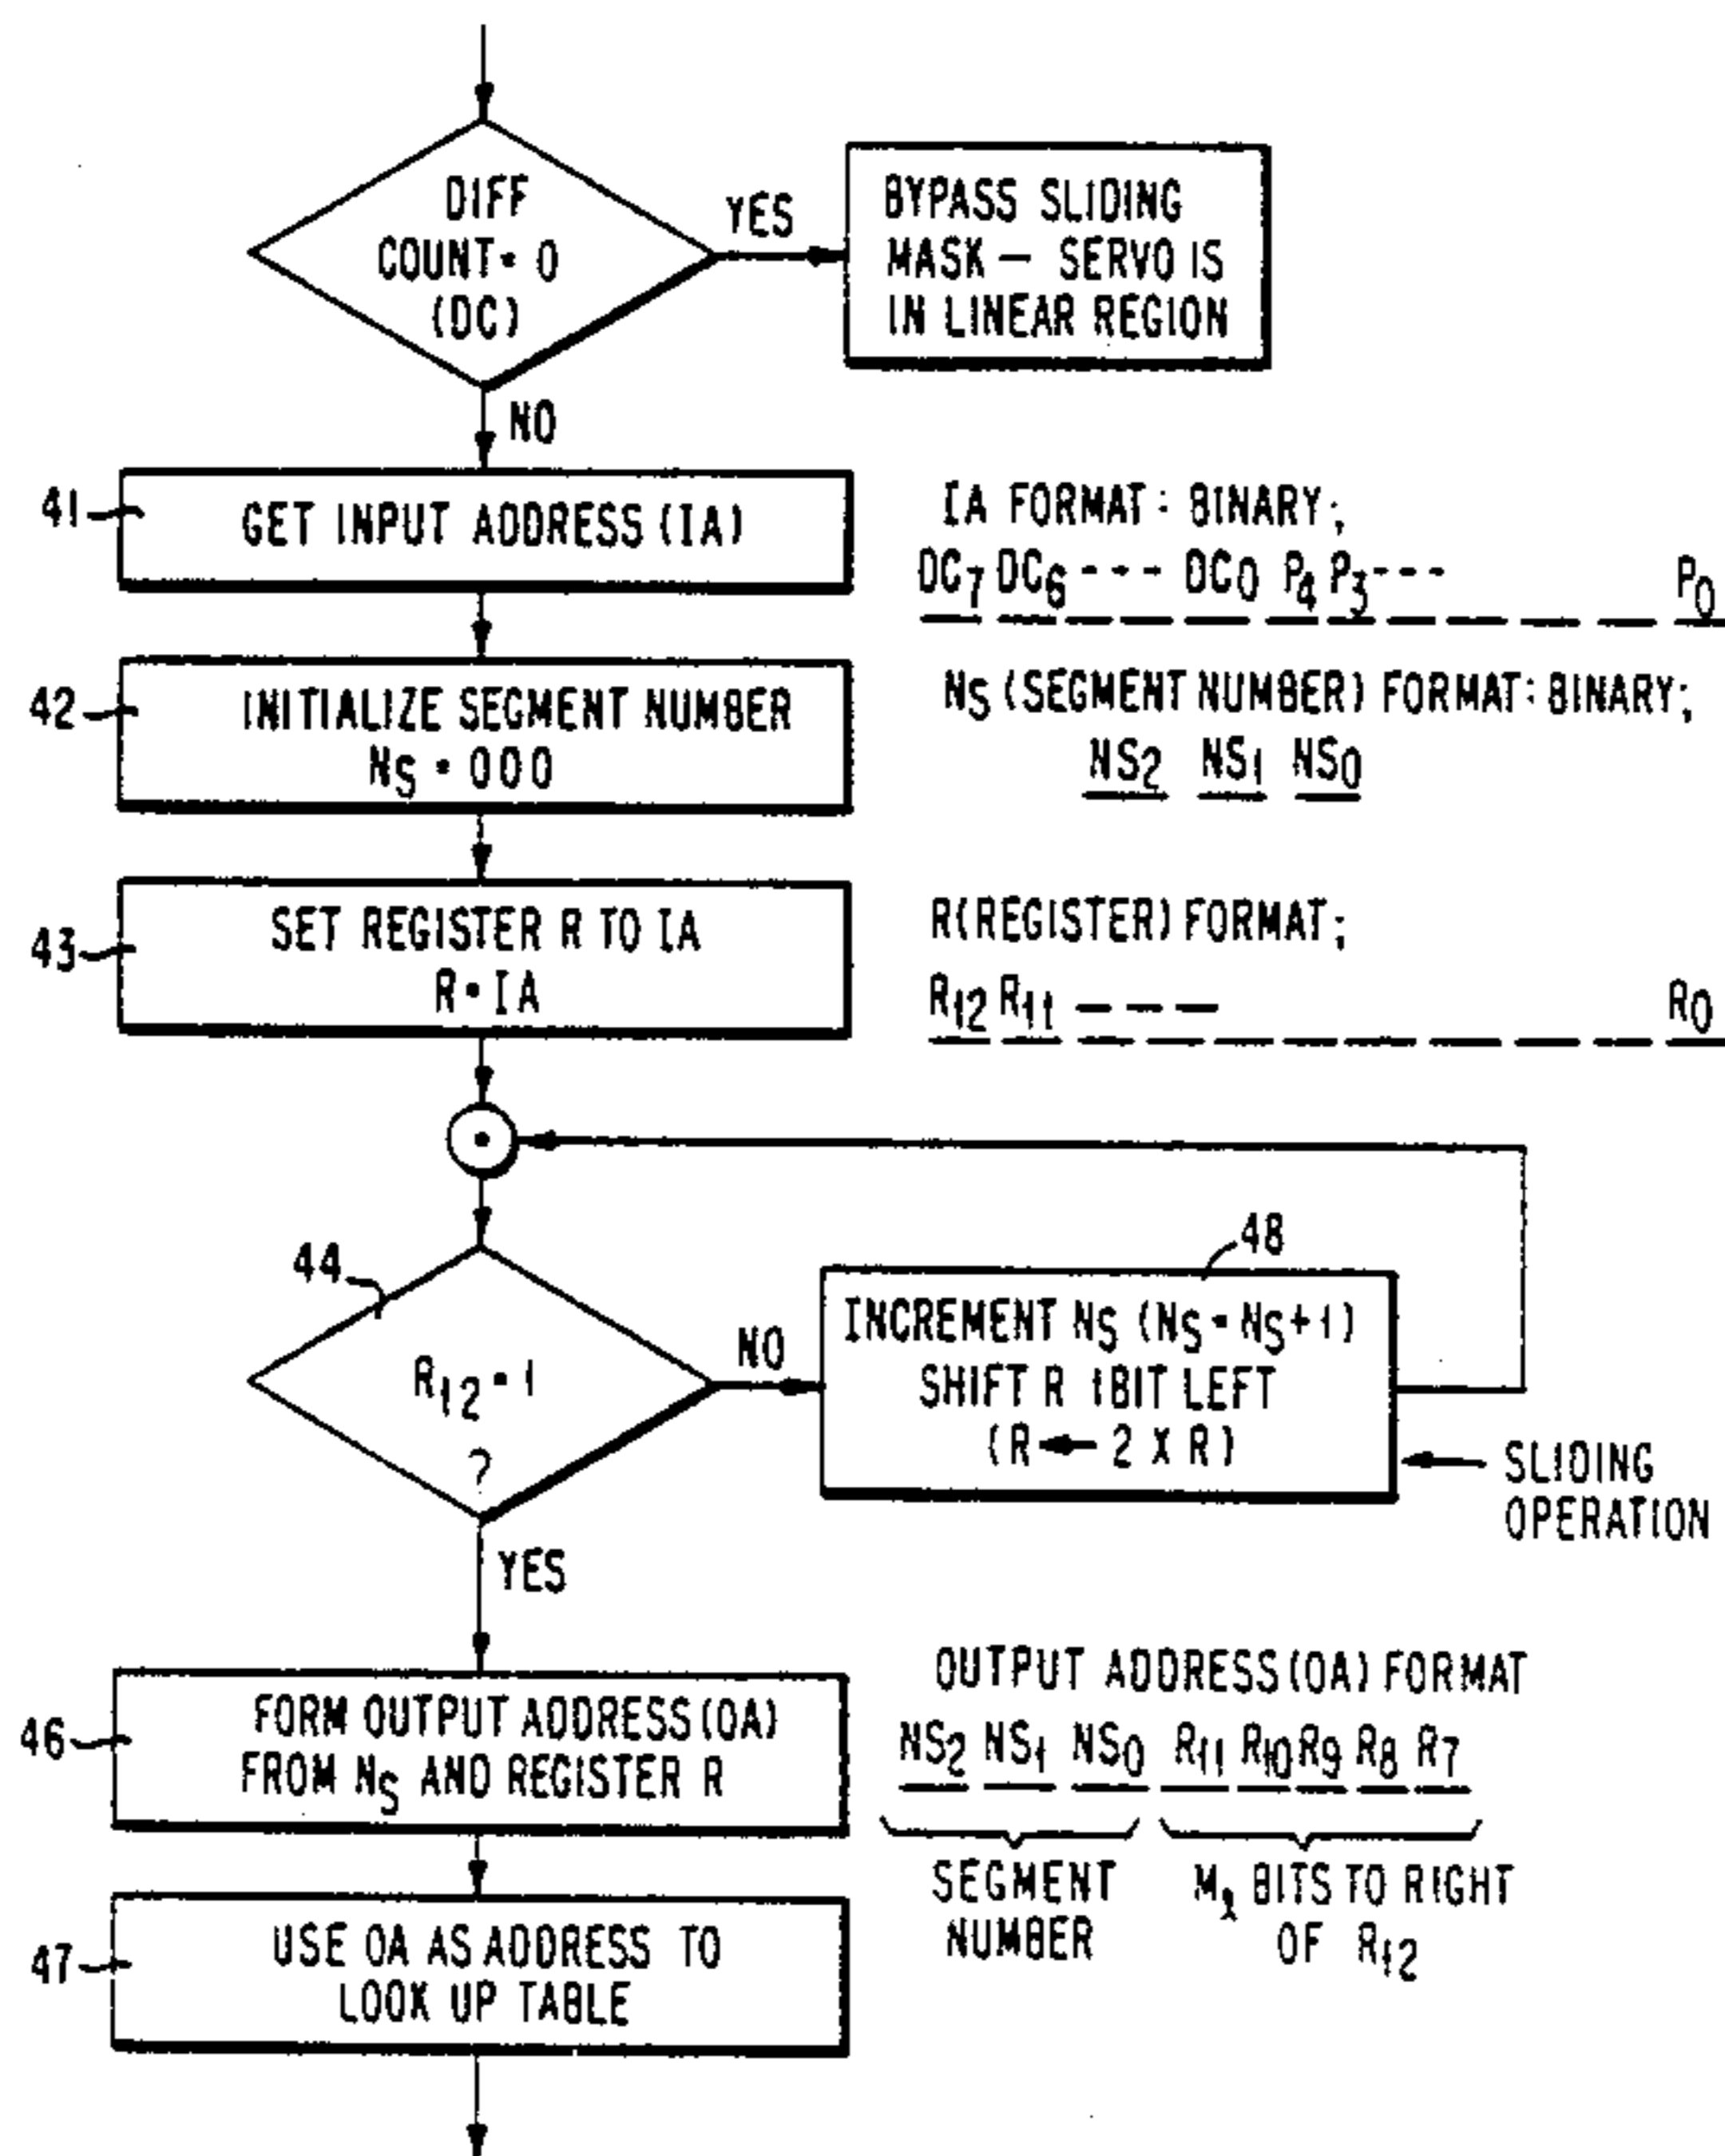 DIFF
COUNT = 0
(DC)
YES
BYPASS SLIDING
MASK — SERVO IS
IN LINEAR REGION
NO
41
GET INPUT ADDRESS (IA)
IA FORMAT: BINARY;
DC7 DC6 --- DC0 P4 P3 --- P0
42
INITIALIZE SEGMENT NUMBER
NS = 000
NS (SEGMENT NUMBER) FORMAT: BINARY;
NS2 NS1 NS0
43
SET REGISTER R TO IA
R = IA
R(REGISTER) FORMAT;
R12 R11 — — — R0
44
R12 = 1
?
NO
48
INCREMENT NS (NS = NS+1)
SHIFT R 1 BIT LEFT
(R ← 2 X R)
SLIDING
OPERATION
YES
46
FORM OUTPUT ADDRESS (OA)
FROM NS AND REGISTER R
OUTPUT ADDRESS (OA) FORMAT
NS2 NS1 NS0 R11 R10 R9 R8 R7
SEGMENT
NUMBER
BITS TO RIGHT
OF R12
47
USE OA AS ADDRESS TO
LOOK UP TABLE